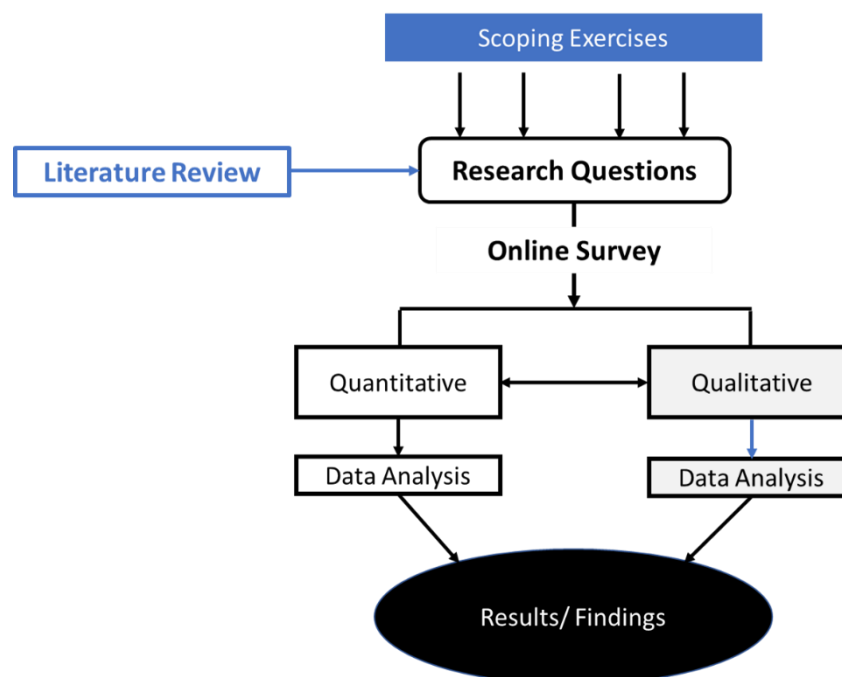 Scoping Exercises
Literature Review
Research Questions
Online Survey
Quantitative
Qualitative
Data Analysis
Data Analysis
Results/ Findings